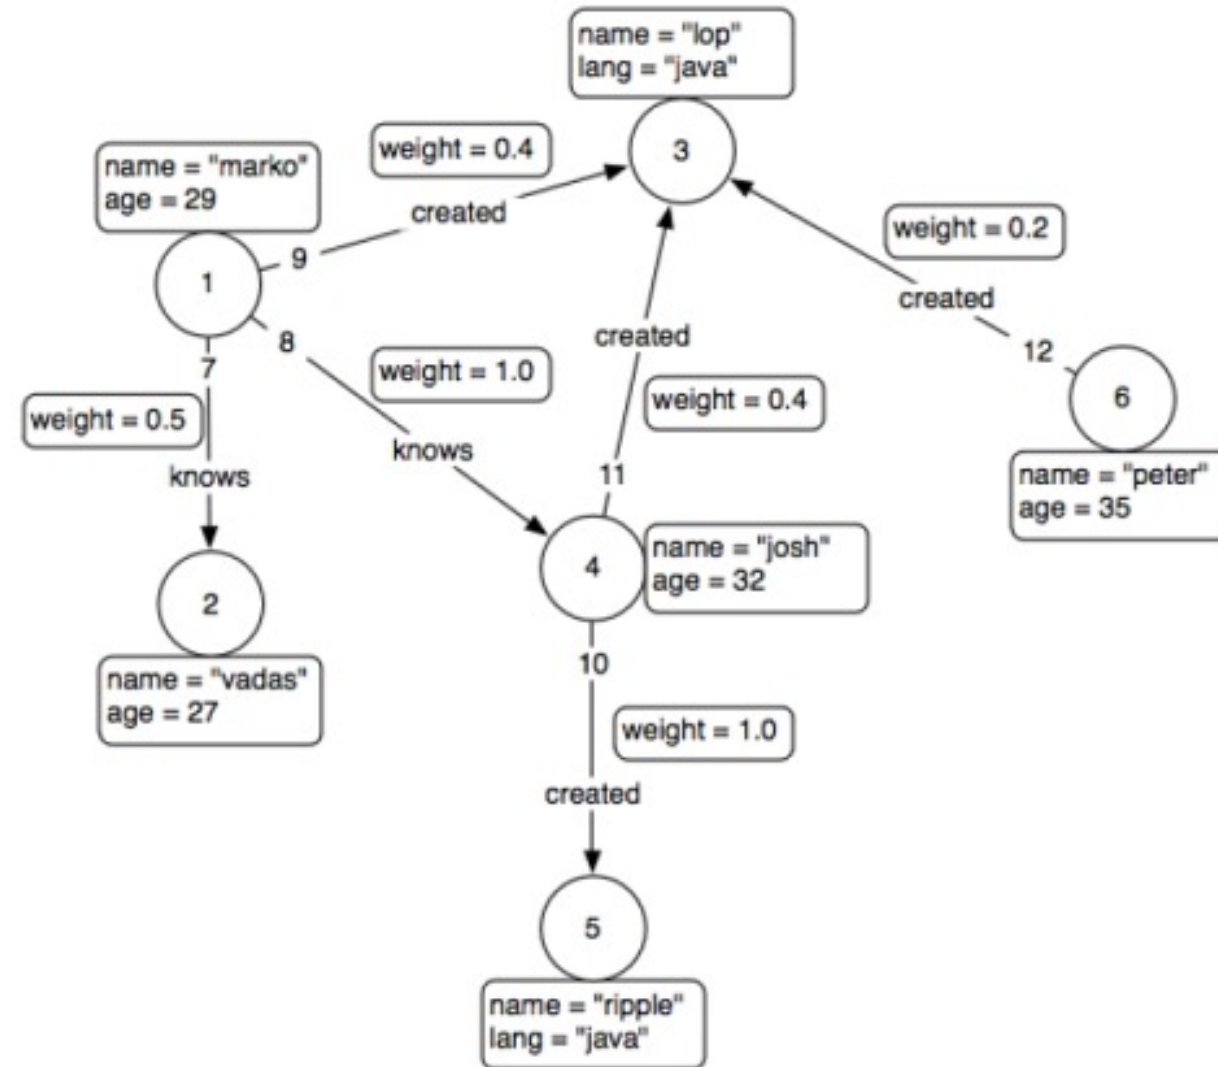 name = "lop"
lang = "java"
3
weight = 0.4
name = "marko"
age = 29
created
9
1
weight = 0.2
created
8
7
created
12
weight = 1.0
weight = 0.5
weight = 0.4
6
knows
knows
11
name = "peter"
age = 35
4
name = "josh"
age = 32
2
10
name = "vadas"
age = 27
weight = 1.0
created
5
name = "ripple"
lang = "java"